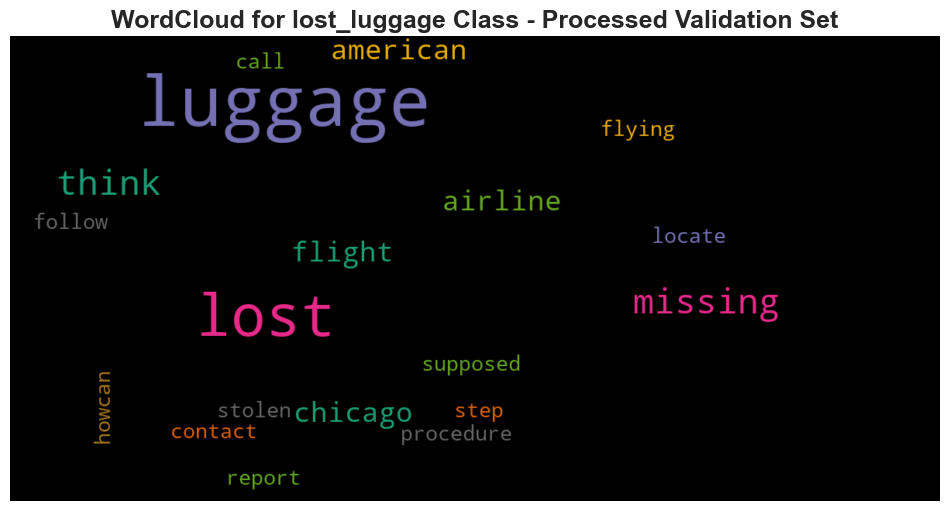 WordCloud for lost_luggage Class - Processed Validation Set
american
call
luggage
flying
think
airline
follow
locate
flight
missing
lost
supposed
howcan
stolen
chicago
step
contact
procedure
report